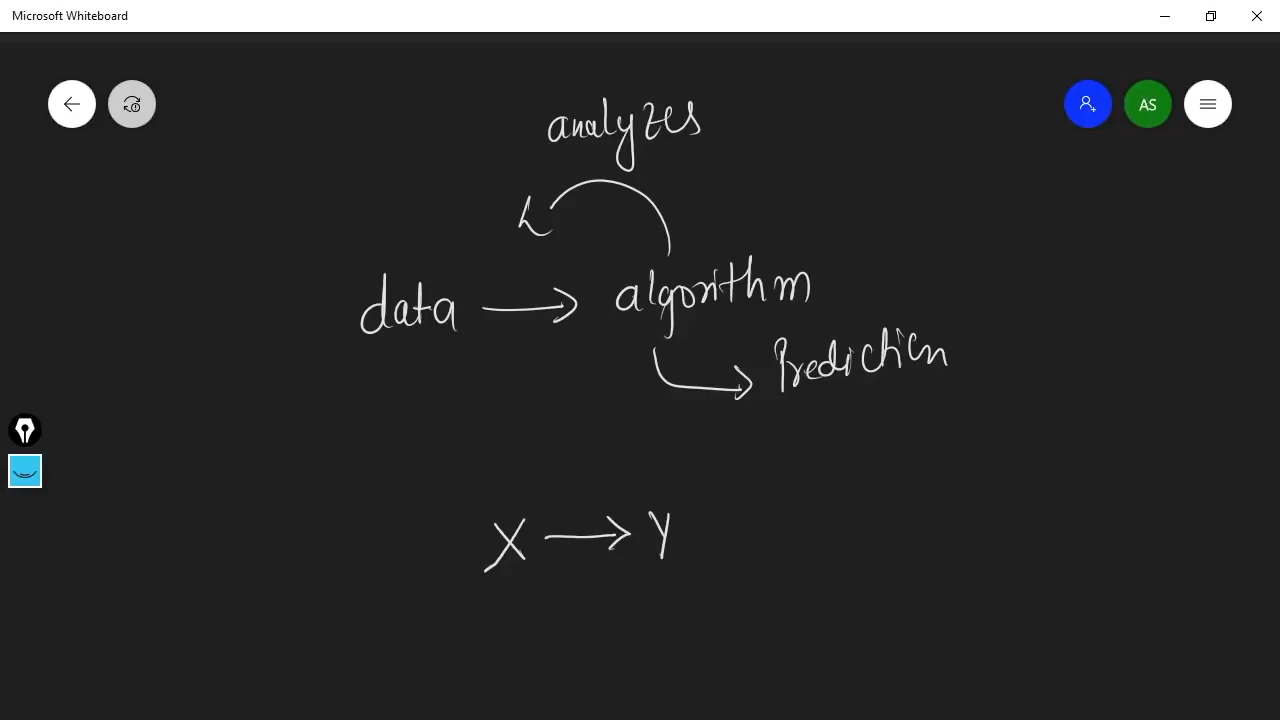 Microsoft Whiteboard
AS
analyzes
data → algorithm
Prediction
X → Y